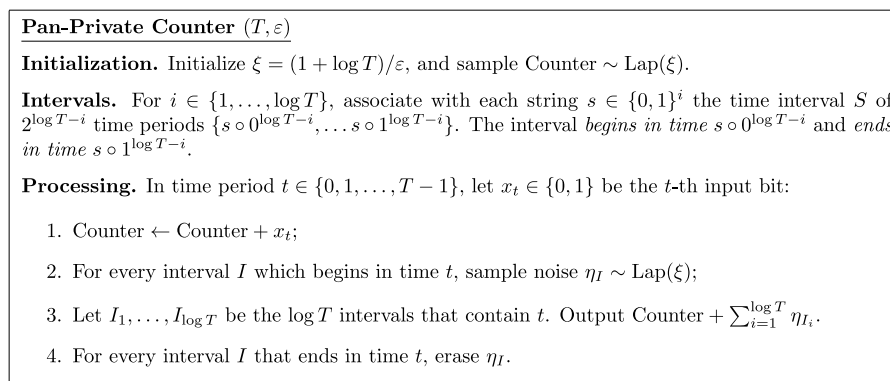 Pan-Private Counter (T, ε)
Initialization. Initialize ξ = (1 + log T)/ε, and sample Counter ∼ Lap(ξ).
Intervals. For i ∈ {1, . . . , log T}, associate with each string s ∈ {0, 1}^i the time interval S of
2^{log T−i} time periods {s ∘ 0^{log T−i}, . . . s ∘ 1^{log T−i}}. The interval begins in time s ∘ 0^{log T−i} and ends
in time s ∘ 1^{log T−i}.
Processing. In time period t ∈ {0, 1, . . . , T − 1}, let x_t ∈ {0, 1} be the t-th input bit:
1. Counter ← Counter + x_t;
2. For every interval I which begins in time t, sample noise η_I ∼ Lap(ξ);
3. Let I_1, . . . , I_{log T} be the log T intervals that contain t. Output Counter + ∑_{i=1}^{log T} η_{I_i}.
4. For every interval I that ends in time t, erase η_I.